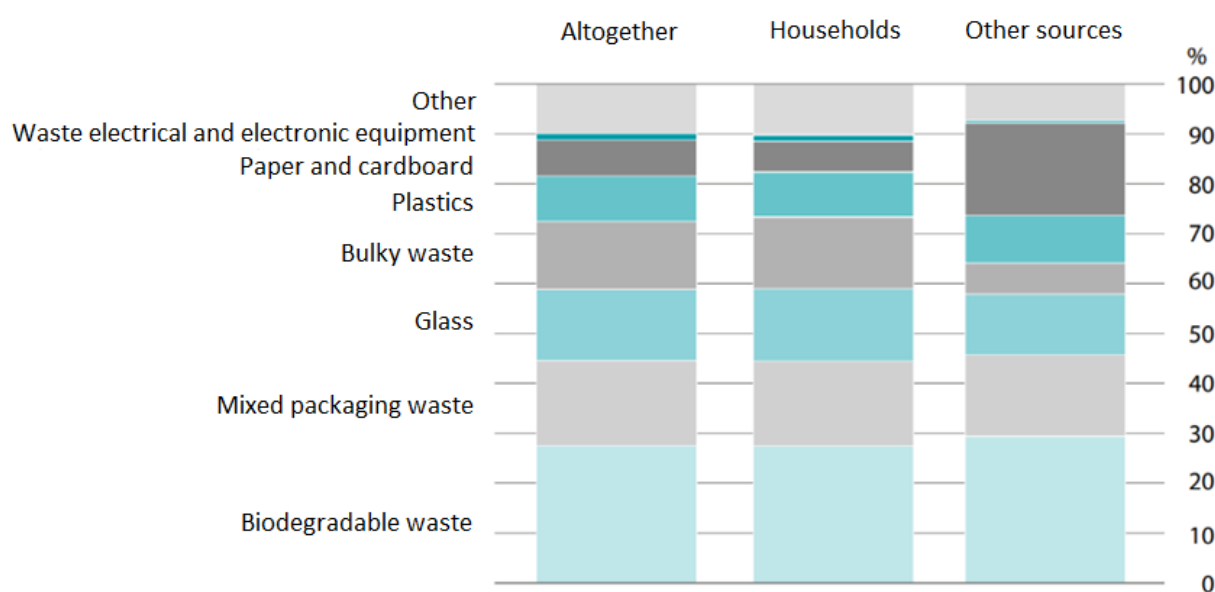 Altogether
Households
Other sources
%
100
Other
Waste electrical and electronic equipment
90
Paper and cardboard
80
Plastics
70
Bulky waste
60
Glass
50
40
Mixed packaging waste
30
20
Biodegradable waste
10
0